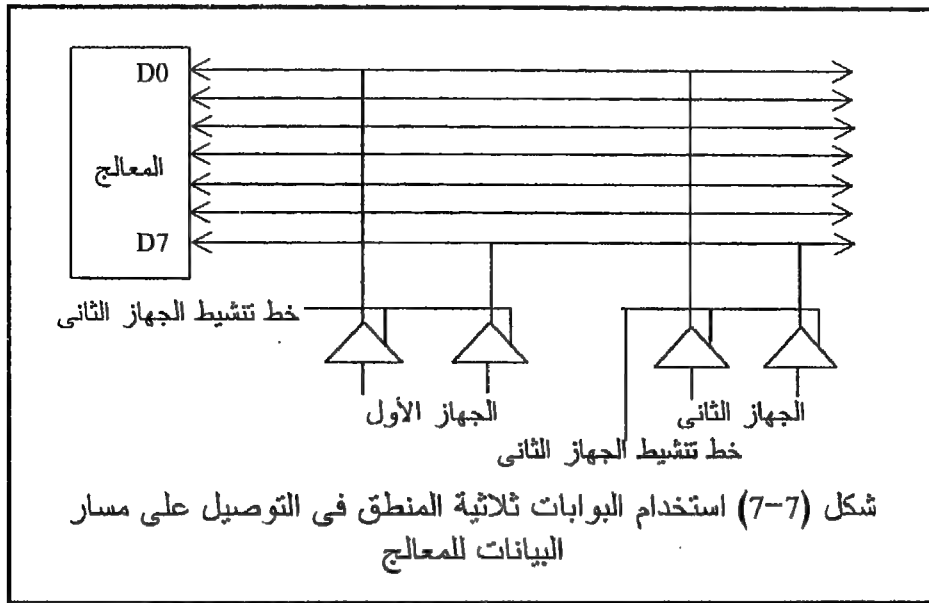 D0
المعالج
D7
خط تنشيط الجهاز الثانى
الجهاز الأول
الجهاز الثانى
خط تنشيط الجهاز الثانى
شكل (7-7) استخدام البوابات ثلاثية المنطق فى التوصيل على مسار
البيانات للمعالج